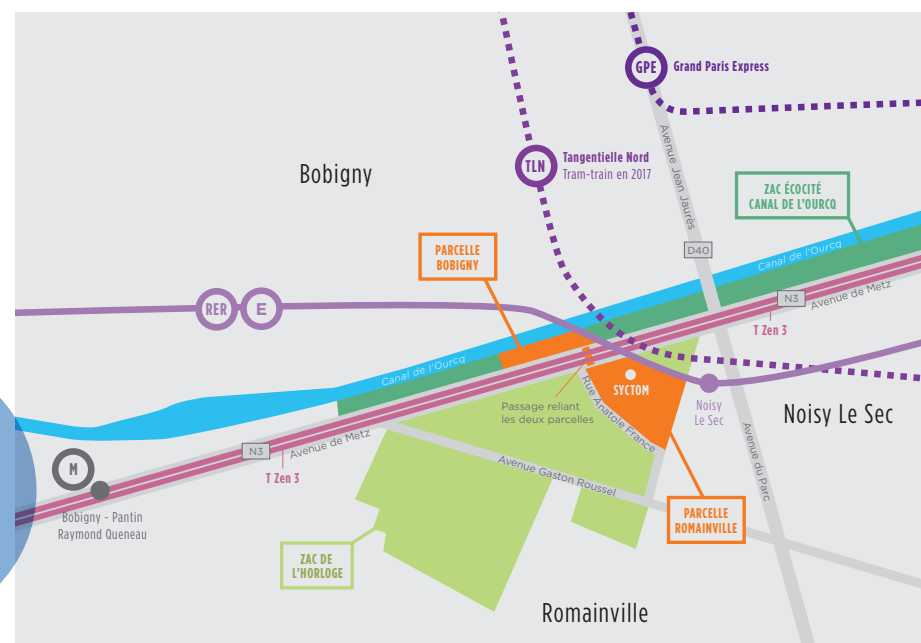 GPE
Grand Paris Express
Avenue Jean Jaurès
TLN
Tangentielle Nord
Tram-train en 2017
Bobigny
ZAC ÉCOCITÉ
CANAL DE L'OURCQ
PARCELLE
BOBIGNY
D40
Canal de l'Ourcq
RER
E
N3
Avenue de Metz
T Zen 3
Canal de l'Ourcq
SYCTOM
Passage reliant
les deux parcelles
Rue Anatole France
Noisy
Le Sec
Noisy Le Sec
N3
Avenue de Metz
T Zen 3
M
Bobigny - Pantin
Raymond Queneau
Avenue Gaston Roussel
Avenue du Parc
PARCELLE
ROMAINVILLE
ZAC DE
L'HORLOGE
Romainville